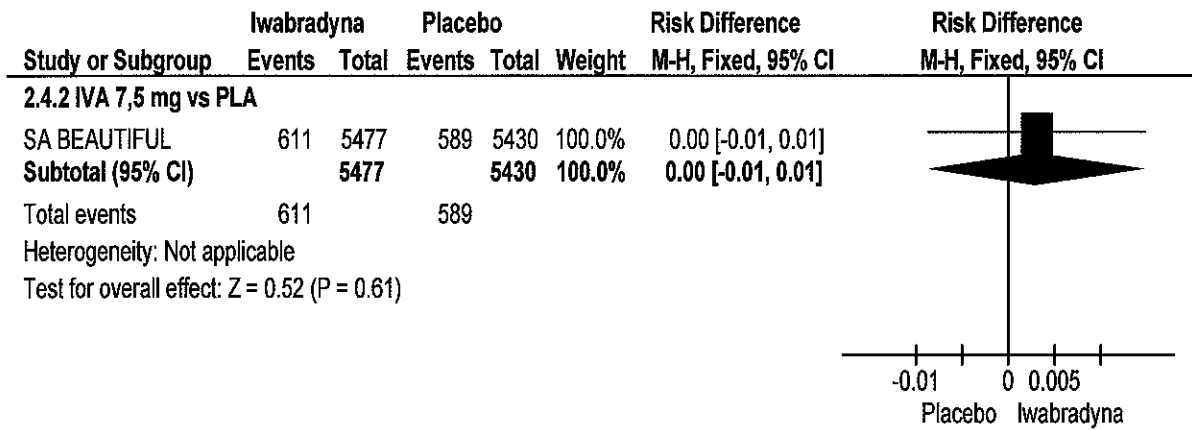 Iwabradyna Placebo Risk Difference Risk Difference
Study or Subgroup Events Total Events Total Weight M-H, Fixed, 95% CI M-H, Fixed, 95% CI
2.4.2 IVA 7,5 mg vs PLA
SA BEAUTIFUL 611 5477 589 5430 100.0% 0.00 [-0.01, 0.01]
Subtotal (95% CI) 5477 5430 100.0% 0.00 [-0.01, 0.01]
Total events 611 589
Heterogeneity: Not applicable
Test for overall effect: Z = 0.52 (P = 0.61)
-0.01 0 0.005
Placebo Iwabradyna